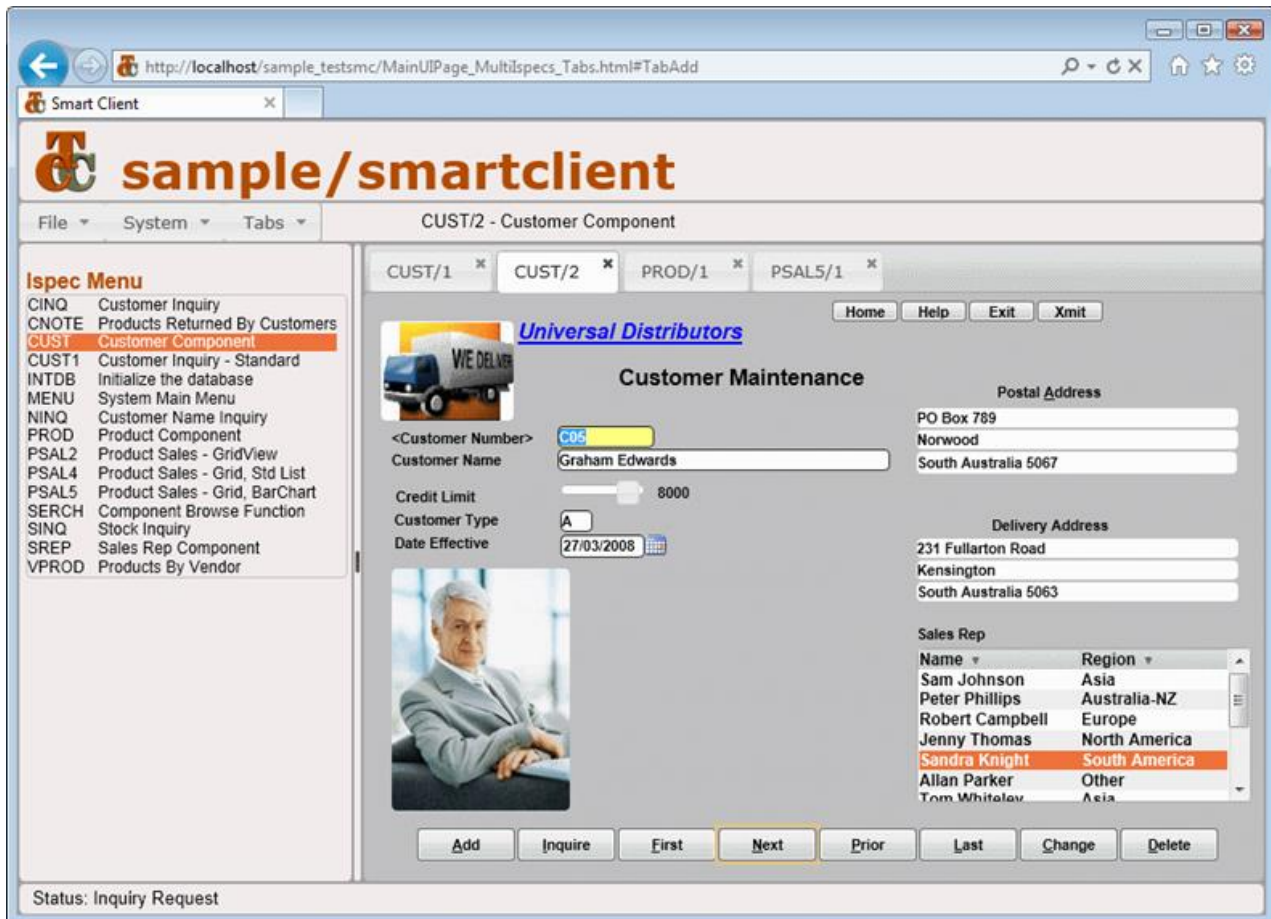 http://localhost/sample_testsmc/MainUIPage_MultiIspecs_Tabs.html#TabAdd
Smart Client
sample/smartclient
File System Tabs
CUST/2 - Customer Component
Ispec Menu
CINQ Customer Inquiry
CNOTE Products Returned By Customers
CUST Customer Component
CUST1 Customer Inquiry - Standard
INTDB Initialize the database
MENU System Main Menu
NINQ Customer Name Inquiry
PROD Product Component
PSAL2 Product Sales - GridView
PSAL4 Product Sales - Grid, Std List
PSAL5 Product Sales - Grid, BarChart
SERCH Component Browse Function
SINQ Stock Inquiry
SREP Sales Rep Component
VPROD Products By Vendor
CUST/1 CUST/2 PROD/1 PSAL5/1
Home Help Exit Xmit
WE DELIVER
Universal Distributors
Customer Maintenance
<Customer Number> C05
Customer Name Graham Edwards
Credit Limit 8000
Customer Type A
Date Effective 27/03/2008
Postal Address
PO Box 789
Norwood
South Australia 5067
Delivery Address
231 Fullarton Road
Kensington
South Australia 5063
Sales Rep
Name Region
Sam Johnson Asia
Peter Phillips Australia-NZ
Robert Campbell Europe
Jenny Thomas North America
Sandra Knight South America
Allan Parker Other
Tom Whiteley Asia
Add Inquire First Next Prior Last Change Delete
Status: Inquiry Request